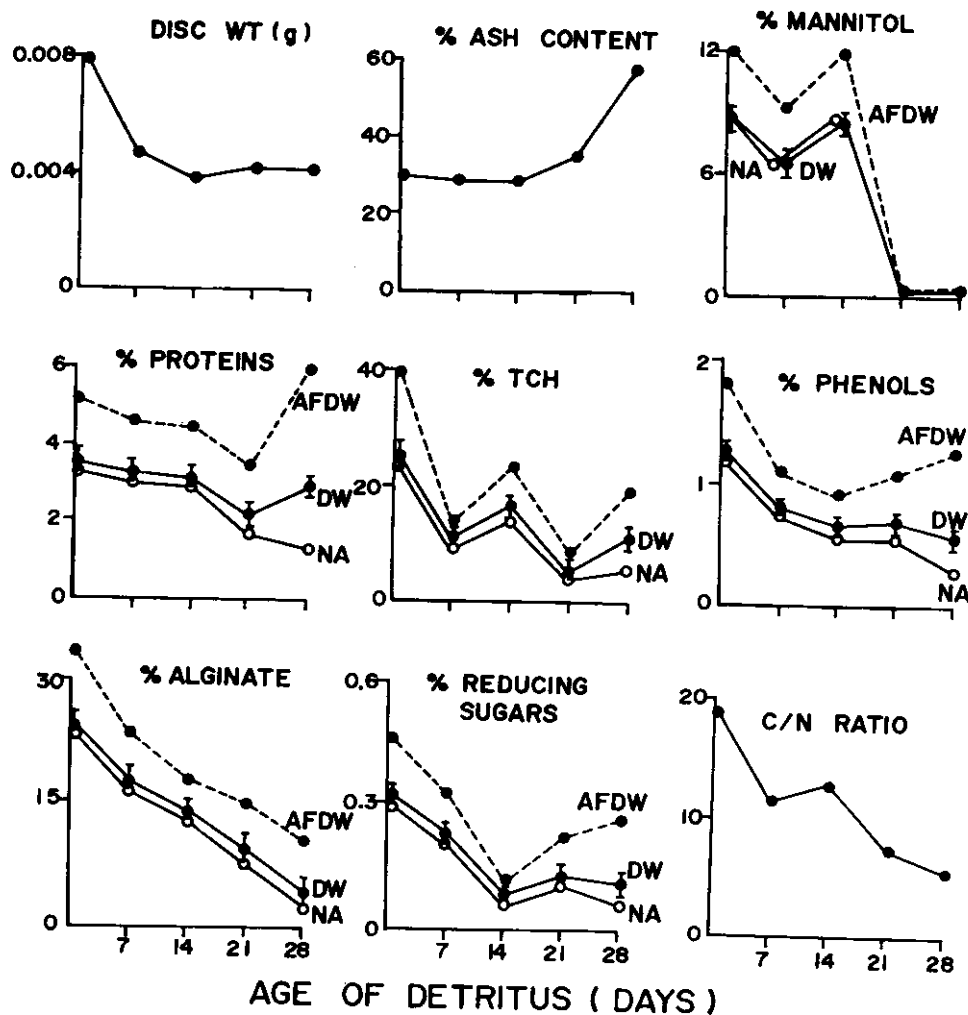 DISC WT (g)
0.008
0.004
0
% ASH CONTENT
60
40
20
0
% MANNITOL
12
6
0
AFDW
NA
DW
% PROTEINS
6
4
2
0
AFDW
DW
NA
% TCH
40
20
0
DW
NA
% PHENOLS
2
1
0
AFDW
DW
NA
% ALGINATE
30
15
0
AFDW
DW
NA
7 14 21 28
% REDUCING
SUGARS
0.6
0.3
0
AFDW
DW
NA
7 14 21 28
C/N RATIO
20
10
0
7 14 21 28
AGE OF DETRITUS (DAYS)